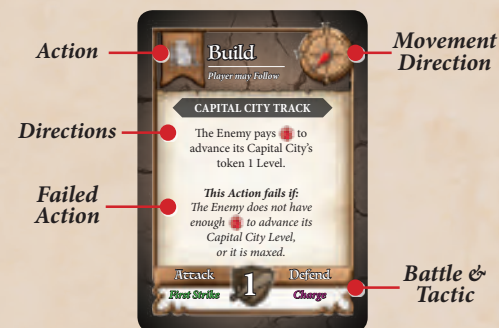 Action
Build
Player may Follow
Movement
Direction
CAPITAL CITY TRACK
Directions
The Enemy pays to
advance its Capital City's
token 1 Level.
Failed
Action
This Action fails if:
The Enemy does not have
enough to advance its
Capital City Level,
or it is maxed.
Attack
1
Defend
First Strike
Charge
Battle &
Tactic